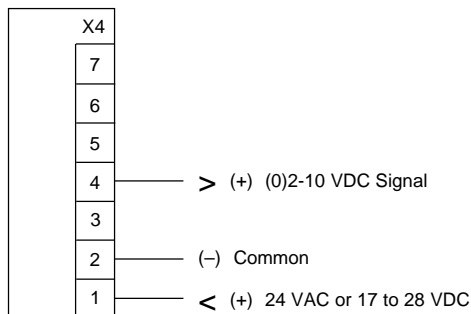 X4
7
6
5
4 > (+) (0)2-10 VDC Signal
3
2 (–) Common
1 < (+) 24 VAC or 17 to 28 VDC